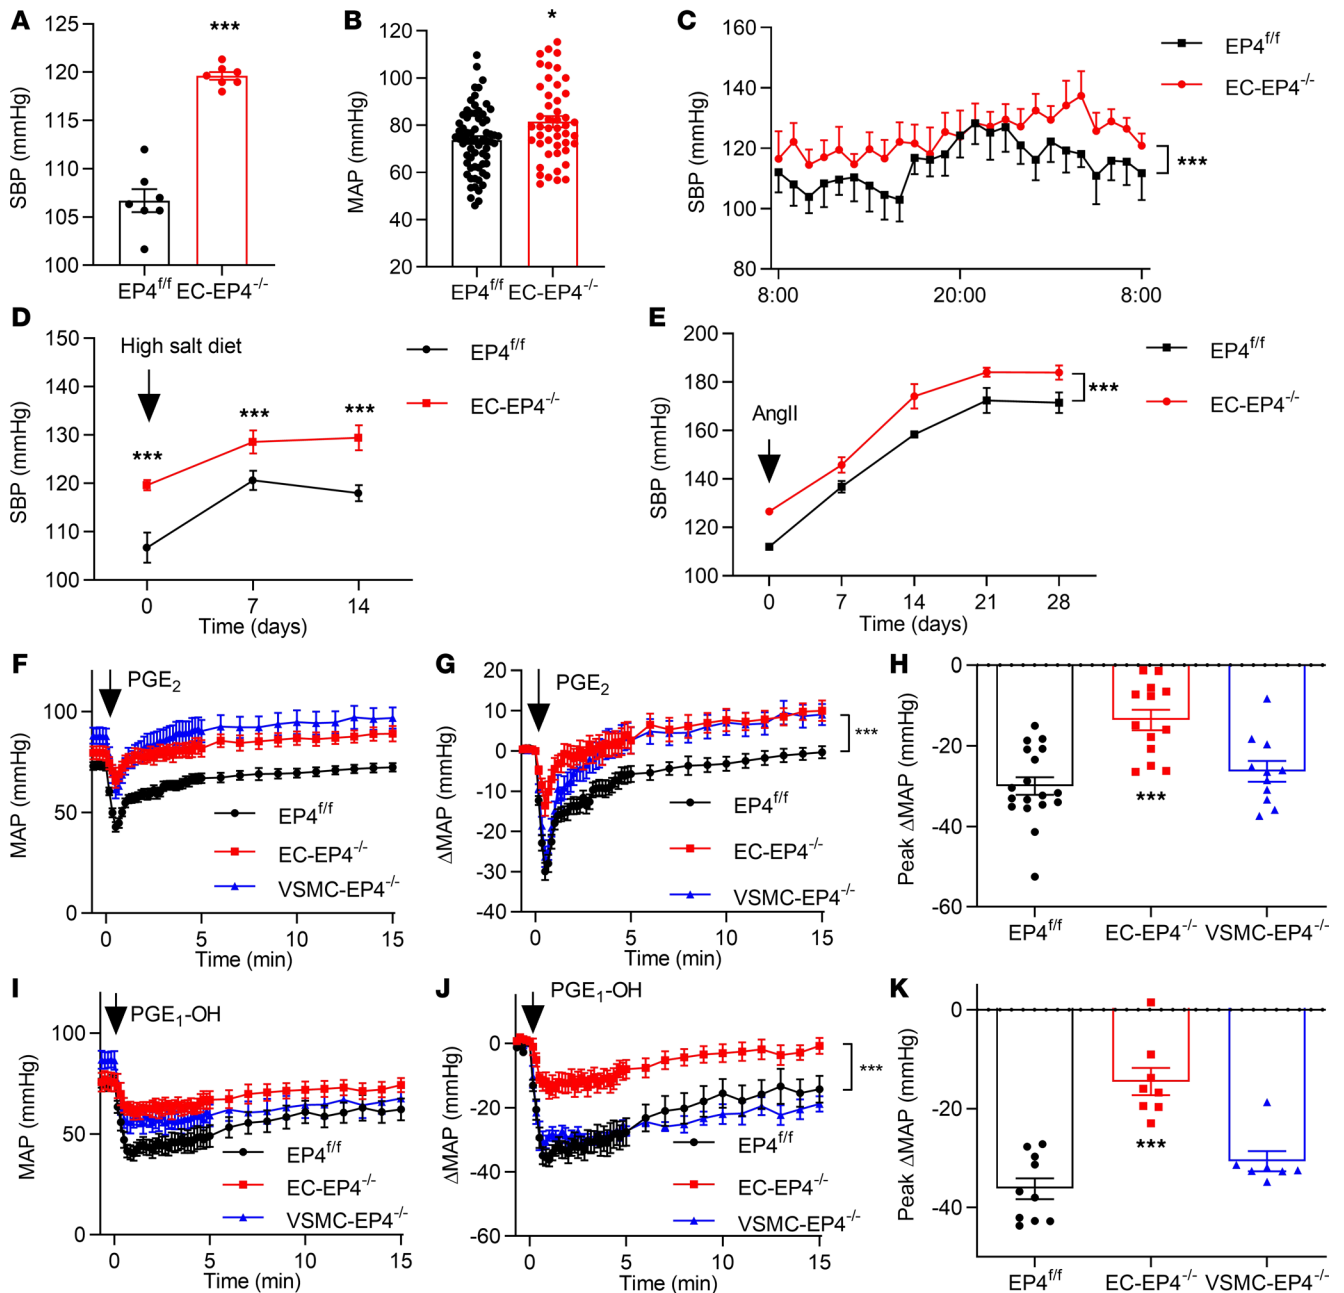 A
SBP (mmHg)
125
120
115
110
105
100
***
EP4f/f
EC-EP4-/-
B
MAP (mmHg)
120
100
80
60
40
20
*
EP4f/f
EC-EP4-/-
C
SBP (mmHg)
160
140
120
100
80
8:00
20:00
8:00
***
EP4f/f
EC-EP4-/-
D
SBP (mmHg)
150
140
130
120
110
100
High salt diet
***
***
***
0
7
14
Time (days)
EP4f/f
EC-EP4-/-
E
SBP (mmHg)
200
180
160
140
120
100
AngII
0
7
14
21
28
Time (days)
***
EP4f/f
EC-EP4-/-
F
MAP (mmHg)
100
50
0
PGE2
EP4f/f
EC-EP4-/-
VSMC-EP4-/-
0
5
10
15
Time (min)
G
ΔMAP (mmHg)
20
10
0
-10
-20
-30
-40
PGE2
***
EP4f/f
EC-EP4-/-
VSMC-EP4-/-
0
5
10
15
Time (min)
H
Peak ΔMAP (mmHg)
0
-20
-40
-60
***
EP4f/f
EC-EP4-/-
VSMC-EP4-/-
I
MAP (mmHg)
100
50
0
PGE1-OH
EP4f/f
EC-EP4-/-
VSMC-EP4-/-
0
5
10
15
Time (min)
J
ΔMAP (mmHg)
0
-20
-40
-60
PGE1-OH
***
EP4f/f
EC-EP4-/-
VSMC-EP4-/-
0
5
10
15
Time (min)
K
Peak ΔMAP (mmHg)
0
-20
-40
***
EP4f/f
EC-EP4-/-
VSMC-EP4-/-